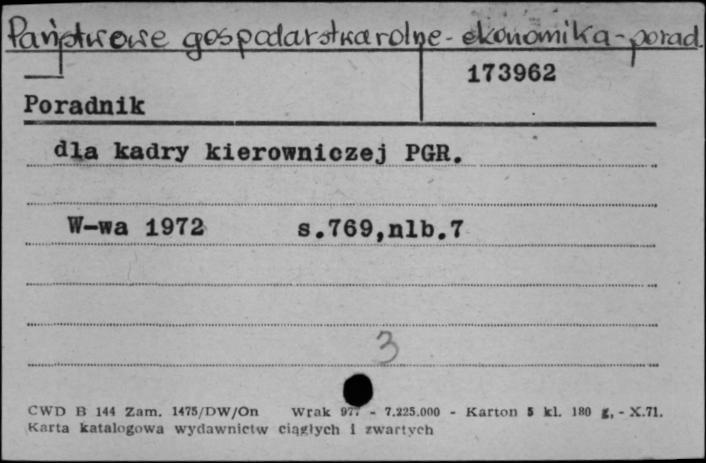 Państwowe gospodarstwa rolne - ekonomika - porad.
173962
Poradnik
dla kadry kierowniczej PGR.
W-wa 1972 s.769,nlb.7
3
CWD B 144 Zam. 1475/DW/On Wrak 977 - 7.225.000 - Karton 5 kl. 180 g, - X.71.
Karta katalogowa wydawnictw ciągłych i zwartych